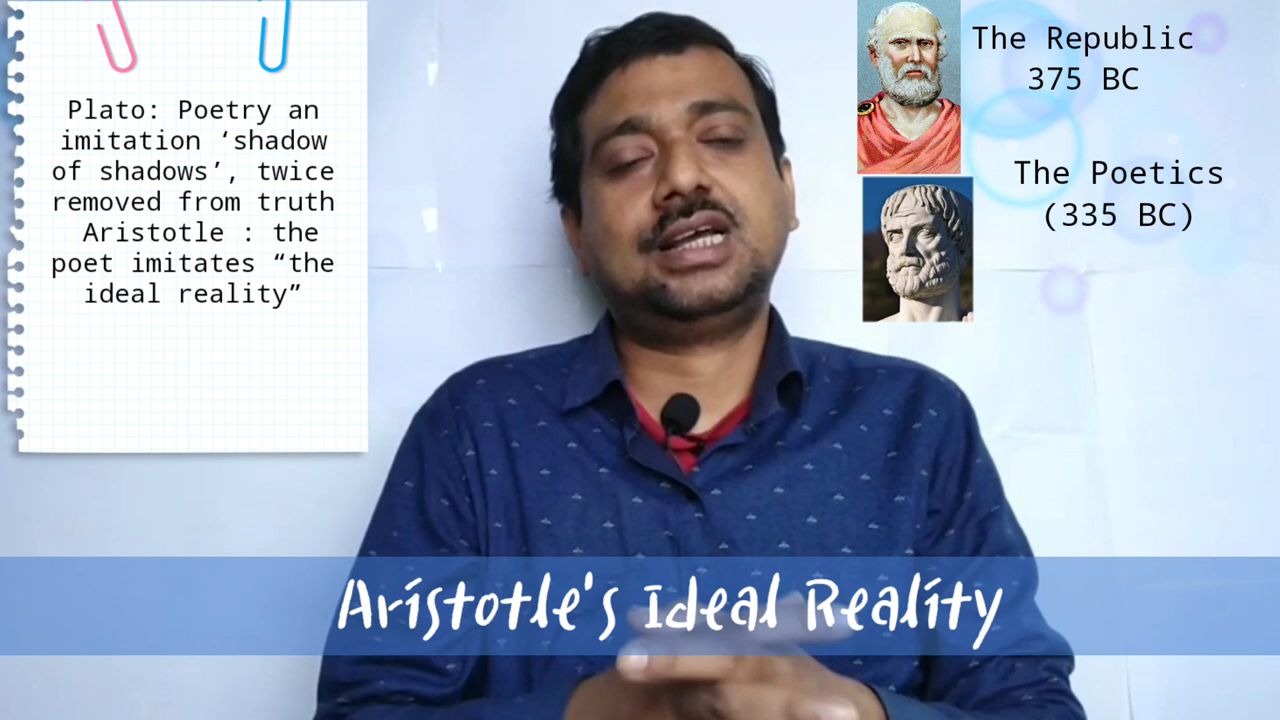 Plato: Poetry an
imitation ‘shadow
of shadows’, twice
removed from truth
Aristotle : the
poet imitates “the
ideal reality”
The Republic
375 BC
The Poetics
(335 BC)
Aristotle's Ideal Reality